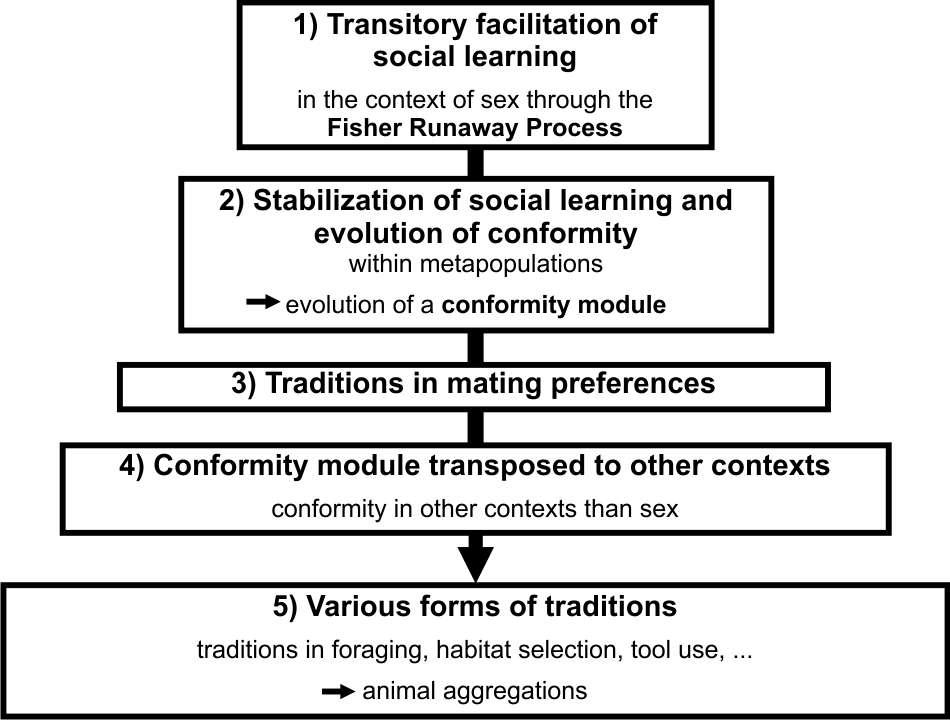 1) Transitory facilitation of
social learning
in the context of sex through the
Fisher Runaway Process
2) Stabilization of social learning and
evolution of conformity
within metapopulations
evolution of a conformity module
3) Traditions in mating preferences
4) Conformity module transposed to other contexts
conformity in other contexts than sex
5) Various forms of traditions
traditions in foraging, habitat selection, tool use, ...
animal aggregations